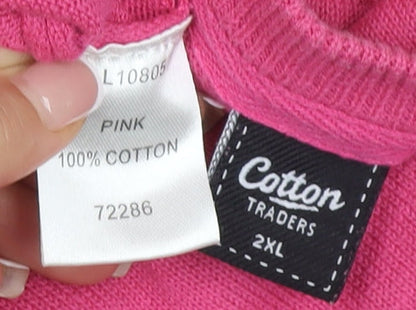 L10805
PINK
100% COTTON
72286
Cotton
TRADERS
2XL